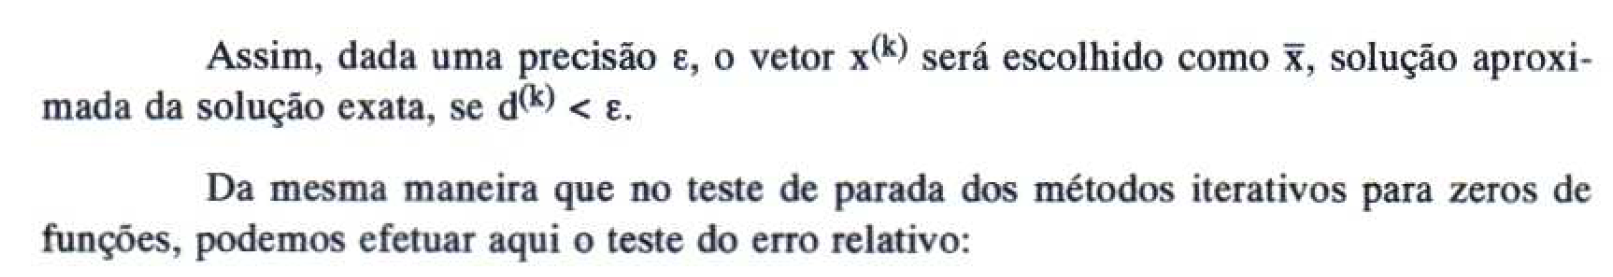 Assim, dada uma precisão ε, o vetor x⁽ᵏ⁾ será escolhido como x̄, solução aproxi-
mada da solução exata, se d⁽ᵏ⁾ < ε.
Da mesma maneira que no teste de parada dos métodos iterativos para zeros de
funções, podemos efetuar aqui o teste do erro relativo: